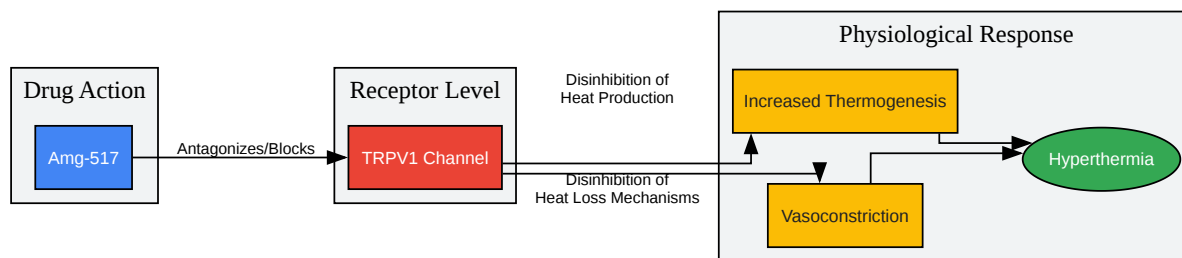 Drug Action
Amg-517
Antagonizes/Blocks
Receptor Level
TRPV1 Channel
Disinhibition of
Heat Production
Disinhibition of
Heat Loss Mechanisms
Physiological Response
Increased Thermogenesis
Vasoconstriction
Hyperthermia